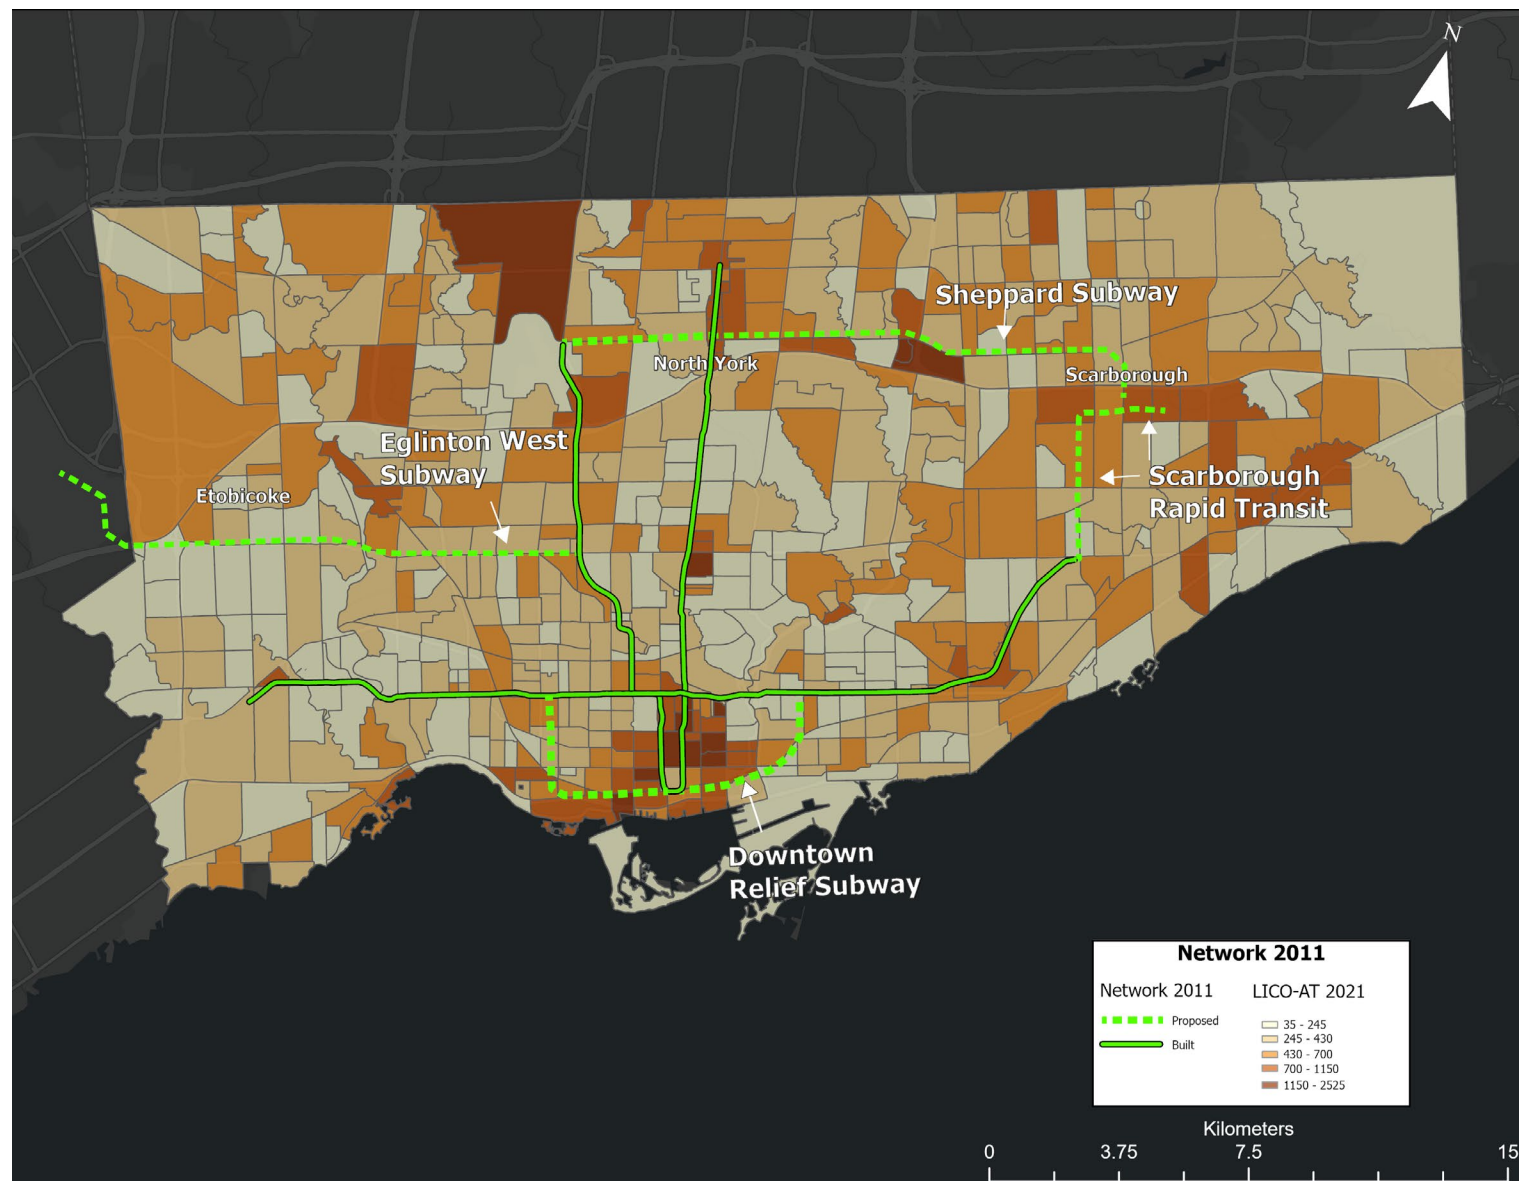 N
Sheppard Subway
North York
Scarborough
Eglinton West
Subway
Etobicoke
Scarborough
Rapid Transit
Downtown
Relief Subway
Network 2011
Network 2011
LICO-AT 2021
Proposed
Built
35 - 245
245 - 430
430 - 700
700 - 1150
1150 - 2525
Kilometers
0 3.75 7.5 15